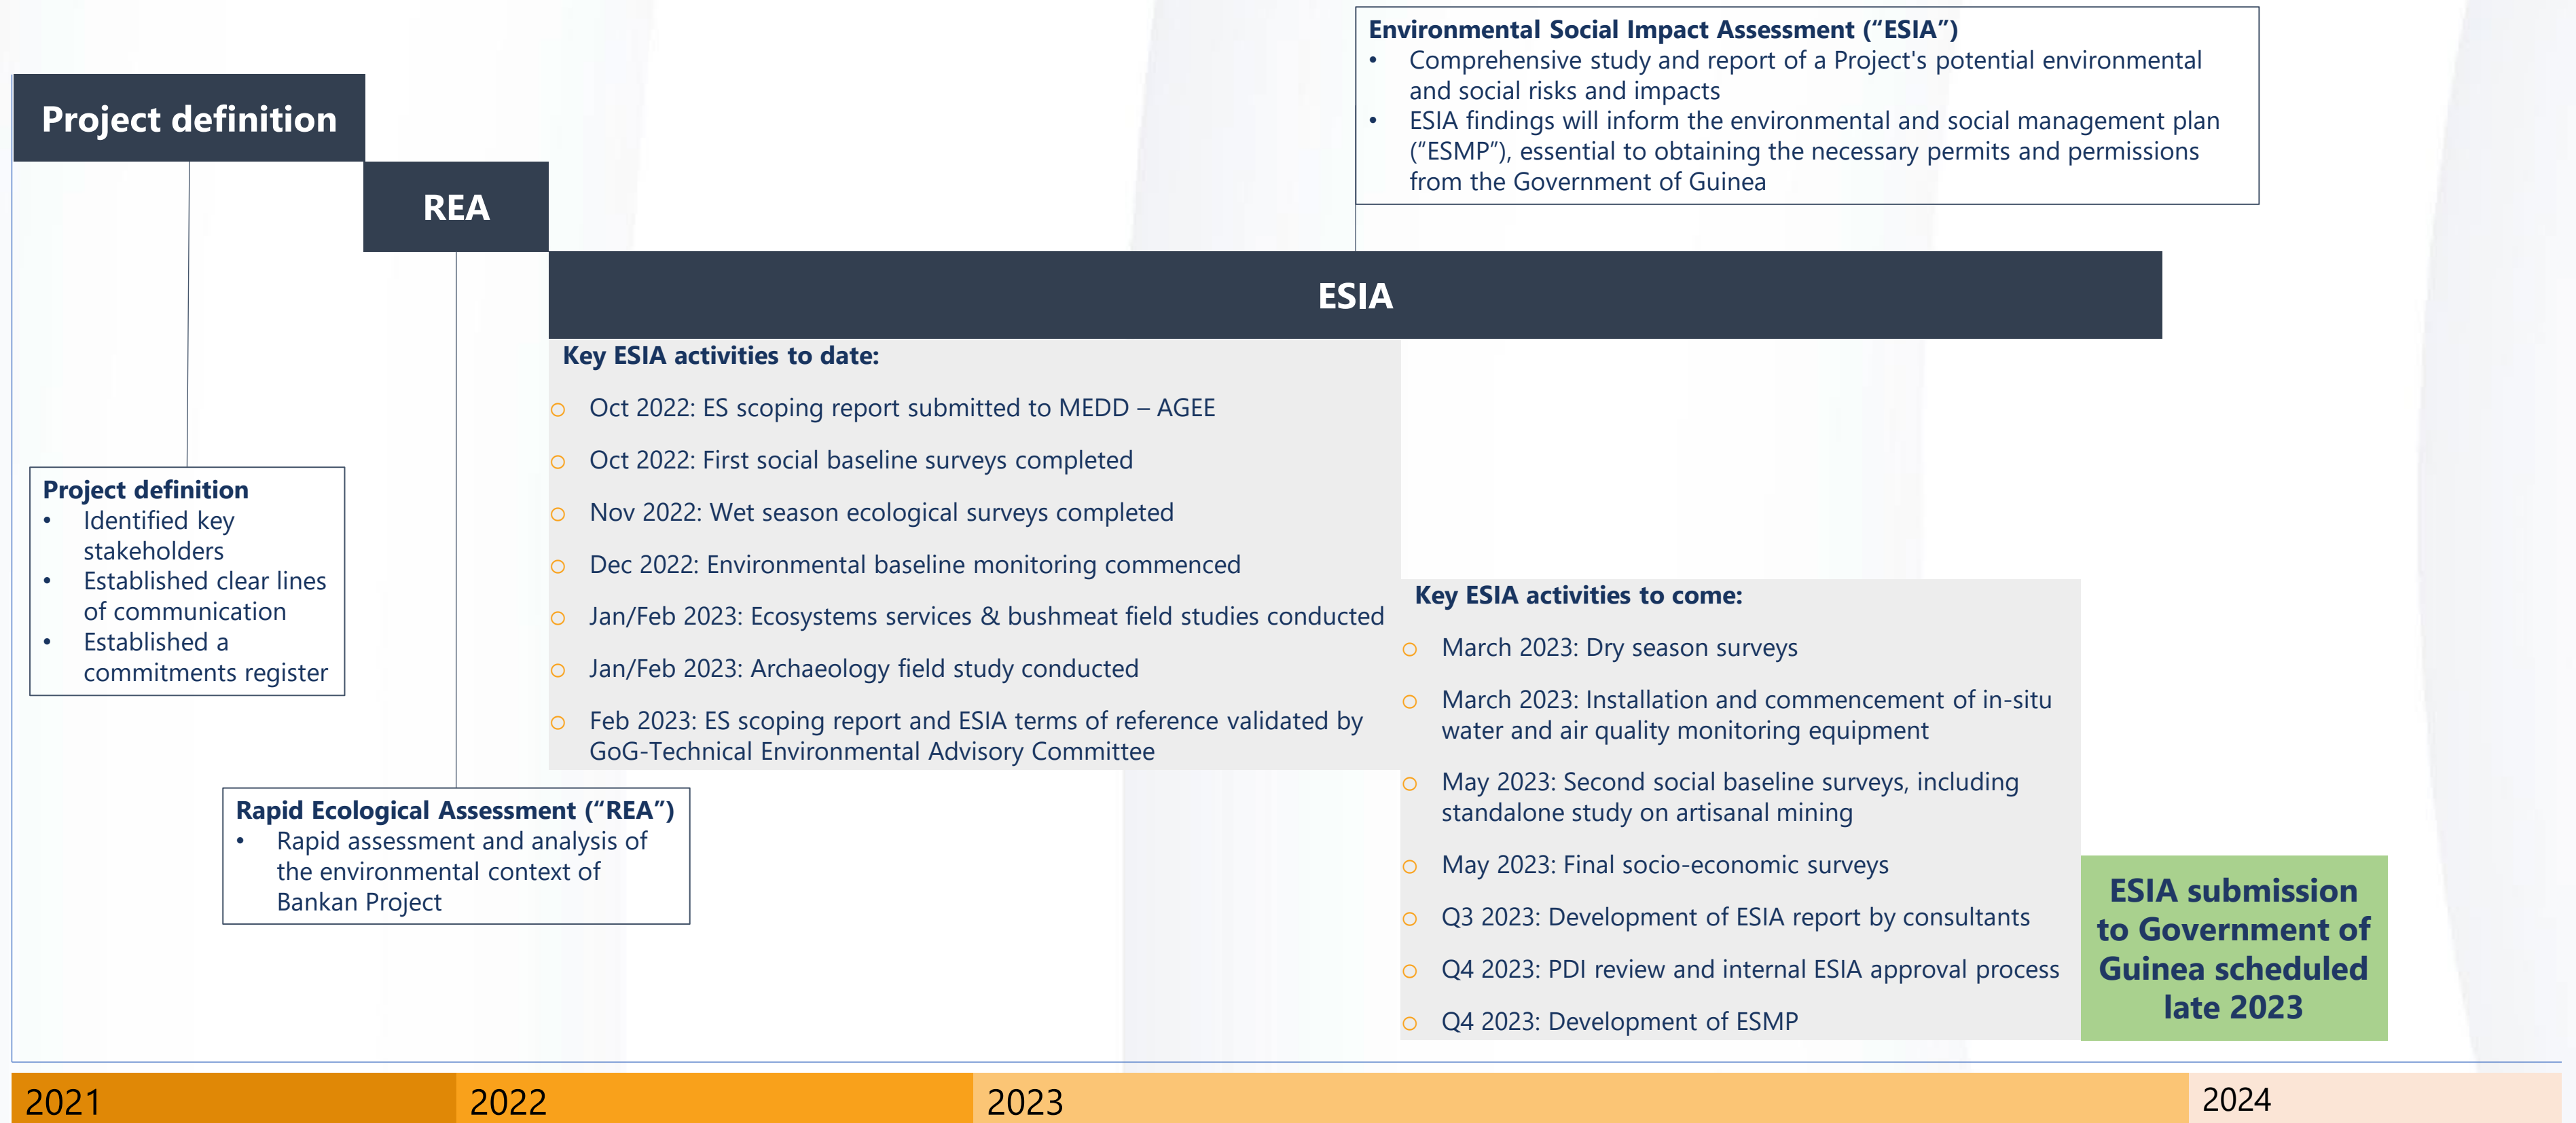 Environmental Social Impact Assessment (“ESIA”)
• Comprehensive study and report of a Project's potential environmental
and social risks and impacts
• ESIA findings will inform the environmental and social management plan
(“ESMP”), essential to obtaining the necessary permits and permissions
from the Government of Guinea
Project definition
REA
ESIA
Project definition
• Identified key
stakeholders
• Established clear lines
of communication
• Established a
commitments register
Rapid Ecological Assessment (“REA”)
• Rapid assessment and analysis of
the environmental context of
Bankan Project
Key ESIA activities to date:
o Oct 2022: ES scoping report submitted to MEDD – AGEE
o Oct 2022: First social baseline surveys completed
o Nov 2022: Wet season ecological surveys completed
o Dec 2022: Environmental baseline monitoring commenced
o Jan/Feb 2023: Ecosystems services & bushmeat field studies conducted
o Jan/Feb 2023: Archaeology field study conducted
o Feb 2023: ES scoping report and ESIA terms of reference validated by
GoG-Technical Environmental Advisory Committee
Key ESIA activities to come:
o March 2023: Dry season surveys
o March 2023: Installation and commencement of in-situ
water and air quality monitoring equipment
o May 2023: Second social baseline surveys, including
standalone study on artisanal mining
o May 2023: Final socio-economic surveys
o Q3 2023: Development of ESIA report by consultants
o Q4 2023: PDI review and internal ESIA approval process
o Q4 2023: Development of ESMP
ESIA submission
to Government of
Guinea scheduled
late 2023
2021
2022
2023
2024